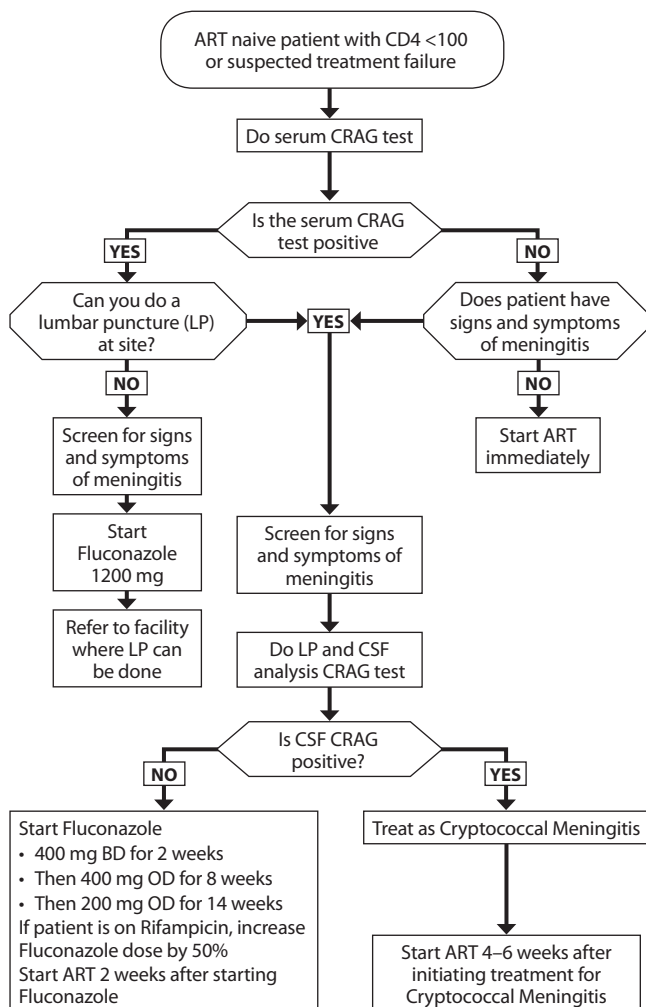 ART naive patient with CD4 <100
or suspected treatment failure
Do serum CRAG test
Is the serum CRAG
test positive
YES
NO
Can you do a
lumbar puncture (LP)
at site?
YES
Does patient have
signs and symptoms
of meningitis
NO
NO
Screen for signs
and symptoms
of meningitis
Start ART
immediately
Start
Fluconazole
1200 mg
Screen for signs
and symptoms of
meningitis
Refer to facility
where LP can
be done
Do LP and CSF
analysis CRAG test
Is CSF CRAG
positive?
NO
YES
Start Fluconazole
• 400 mg BD for 2 weeks
• Then 400 mg OD for 8 weeks
• Then 200 mg OD for 14 weeks
If patient is on Rifampicin, increase
Fluconazole dose by 50%
Start ART 2 weeks after starting
Fluconazole
Treat as Cryptococcal Meningitis
Start ART 4–6 weeks after
initiating treatment for
Cryptococcal Meningitis